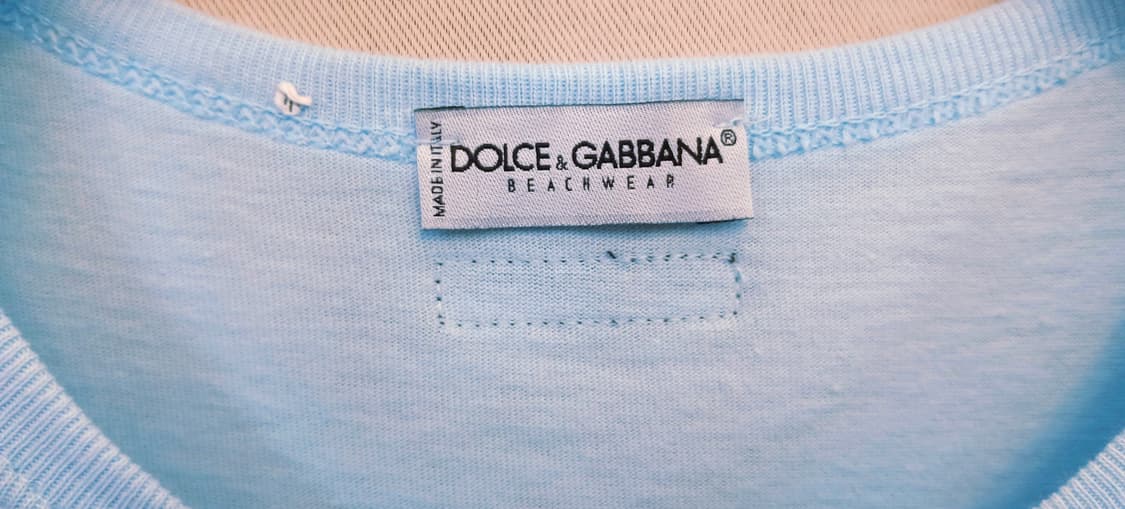 MADE IN ITALY
DOLCE & GABBANA®
BEACHWEAR